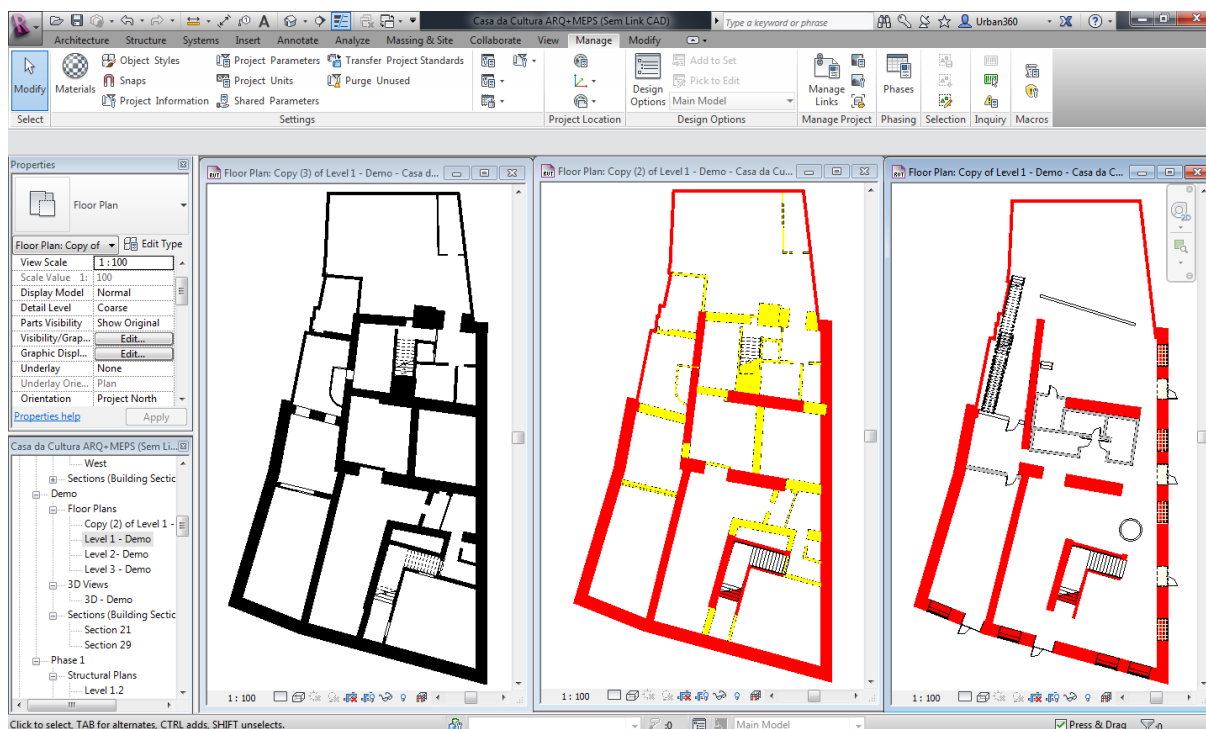 A Casa da Cultura ARQ+MEPS (Sem Link CAD) Type a keyword or phrase Urban360
Architecture Structure Systems Insert Annotate Analyze Massing & Site Collaborate View Manage Modify
Object Styles Project Parameters Transfer Project Standards Add to Set
Modify Materials Snaps Project Units Purge Unused Design Options Pick to Edit Manage Links Phases
Project Information Shared Parameters Main Model
Select Settings Project Location Design Options Manage Project Phasing Selection Inquiry Macros
Properties
Floor Plan
Floor Plan: Copy of Edit Type
View Scale 1 : 100
Scale Value 1: 100
Display Model Normal
Detail Level Coarse
Parts Visibility Show Original
Visibility/Grap... Edit...
Graphic Displ... Edit...
Underlay None
Underlay Orie... Plan
Orientation Project North
Properties help Apply
Casa da Cultura ARQ+MEPS (Sem Li...
West
Sections (Building Sectic
Demo
Floor Plans
Copy (2) of Level 1 -
Level 1 - Demo
Level 2- Demo
Level 3 - Demo
3D Views
3D - Demo
Sections (Building Sectic
Section 21
Section 29
Phase 1
Structural Plans
Level 1.2
Floor Plan: Copy (3) of Level 1 - Demo - Casa d...
1 : 100
Floor Plan: Copy (2) of Level 1 - Demo - Casa da Cu...
1 : 100
Floor Plan: Copy of Level 1 - Demo - Casa da C...
2D
1 : 100
Click to select, TAB for alternates, CTRL adds, SHIFT unselects. :0 Main Model Press & Drag :0